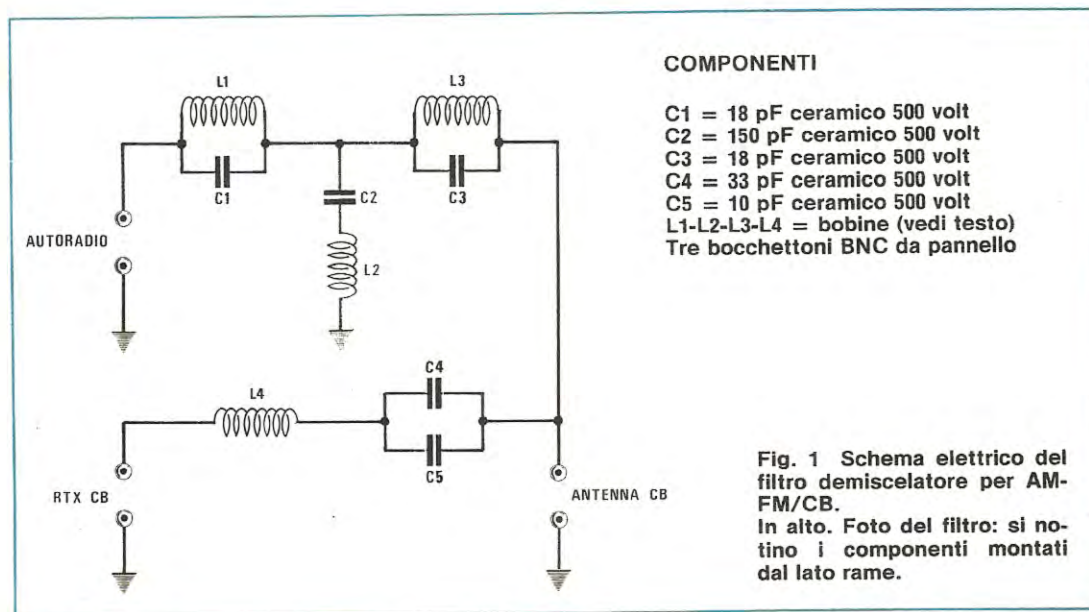 L1
L3
C1
C2
C3
AUTORADIO
L2
C4
L4
C5
RTX CB
ANTENNA CB
COMPONENTI
C1 = 18 pF ceramico 500 volt
C2 = 150 pF ceramico 500 volt
C3 = 18 pF ceramico 500 volt
C4 = 33 pF ceramico 500 volt
C5 = 10 pF ceramico 500 volt
L1-L2-L3-L4 = bobine (vedi testo)
Tre bocchettoni BNC da pannello
Fig. 1 Schema elettrico del
filtro demiscelatore per AM-
FM/CB.
In alto. Foto del filtro: si no-
tino i componenti montati
dal lato rame.